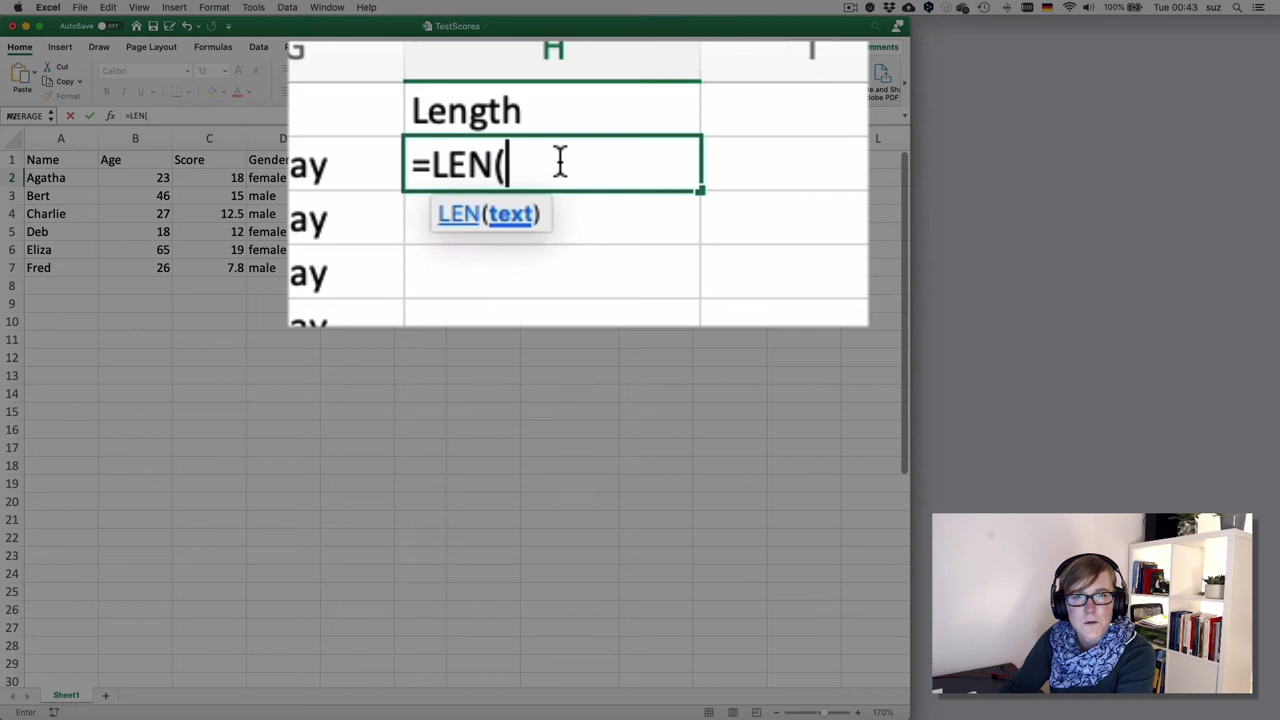 Excel File Edit View Insert Format Tools Data Window Help
100% Tue 00:43 suz
AutoSave OFF
TestScores
Home Insert Draw Page Layout Formulas Data
Cut
Copy
Format
Paste
Calibri 12
B I U
mments
=LEN(
A B C D L
G H I
Length
=LEN(
LEN(text)
ay
ay
ay
ay
1 Name Age Score Gender
2 Agatha 23 18 female
3 Bert 46 15 male
4 Charlie 27 12.5 male
5 Deb 18 12 female
6 Eliza 65 19 female
7 Fred 26 7.8 male
8
9
10
11
12
13
14
15
16
17
18
19
20
21
22
23
24
25
26
27
28
29
30
Sheet1
Enter
170%